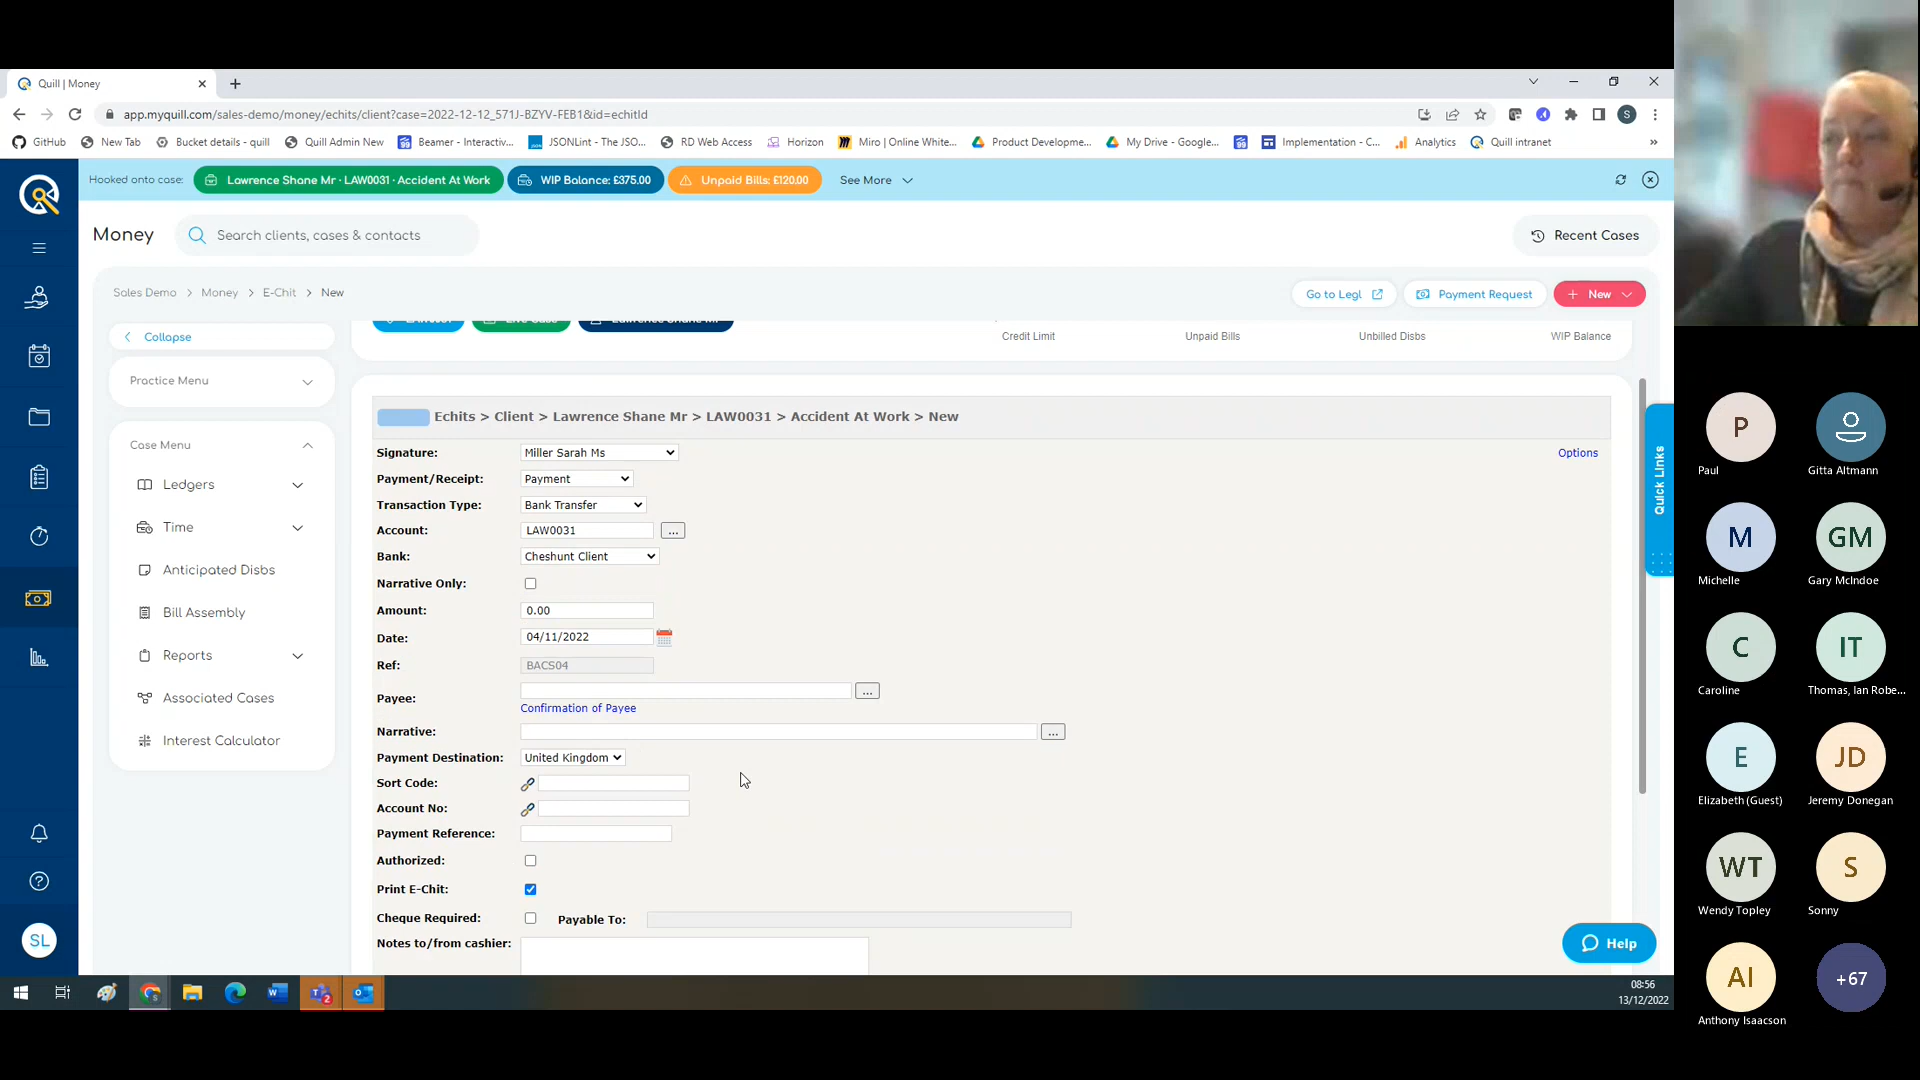 Quill | Money
app.myquill.com/sales-demo/money/echits/client?case=2022-12-12_571J-BZYV-FEB1&id=echitId
S
GitHub
New Tab
Bucket details - quill
Quill Admin New
Beamer - Interactiv...
JSONLint - The JSO...
RD Web Access
Horizon
Miro | Online White...
Product Developme...
My Drive - Google...
Implementation - C...
Analytics
Quill intranet
Hooked onto case:
Lawrence Shane Mr · LAW0031 · Accident At Work
WIP Balance: £375.00
Unpaid Bills: £120.00
See More
Money
Search clients, cases & contacts
Recent Cases
Sales Demo > Money > E-Chit > New
Go to Legl
Payment Request
+ New
Collapse
Credit Limit
Unpaid Bills
Unbilled Disbs
WIP Balance
Practice Menu
Case Menu
Ledgers
Time
Anticipated Disbs
Bill Assembly
Reports
Associated Cases
Interest Calculator
Echits > Client > Lawrence Shane Mr > LAW0031 > Accident At Work > New
Signature: Miller Sarah Ms
Options
Payment/Receipt: Payment
Transaction Type: Bank Transfer
Account: LAW0031 ...
Bank: Cheshunt Client
Narrative Only:
Amount: 0.00
Date: 04/11/2022
Ref: BACS04
Payee: ...
Confirmation of Payee
Narrative: ...
Payment Destination: United Kingdom
Sort Code:
Account No:
Payment Reference:
Authorized:
Print E-Chit:
Cheque Required: Payable To:
Notes to/from cashier:
Quick Links
Help
SL
08:56
13/12/2022
P
Paul
Gitta Altmann
M
Michelle
GM
Gary McIndoe
C
Caroline
IT
Thomas, Ian Robe...
E
Elizabeth (Guest)
JD
Jeremy Donegan
WT
Wendy Topley
S
Sonny
AI
Anthony Isaacson
+67